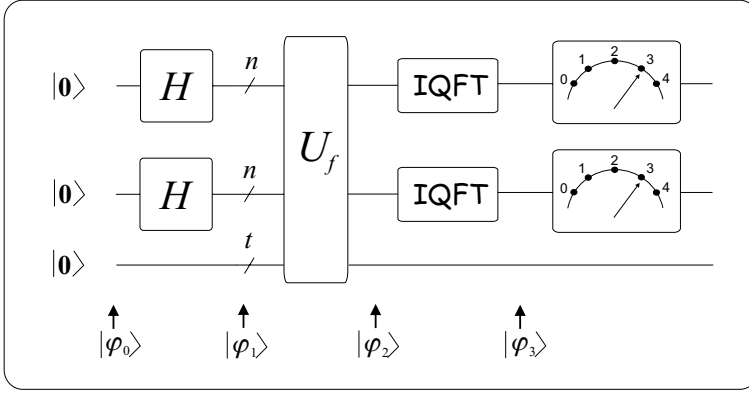 |0⟩ H n U_f IQFT 0 1 2 3 4
|0⟩ H n IQFT 0 1 2 3 4
|0⟩ t
|φ₀⟩ |φ₁⟩ |φ₂⟩ |φ₃⟩